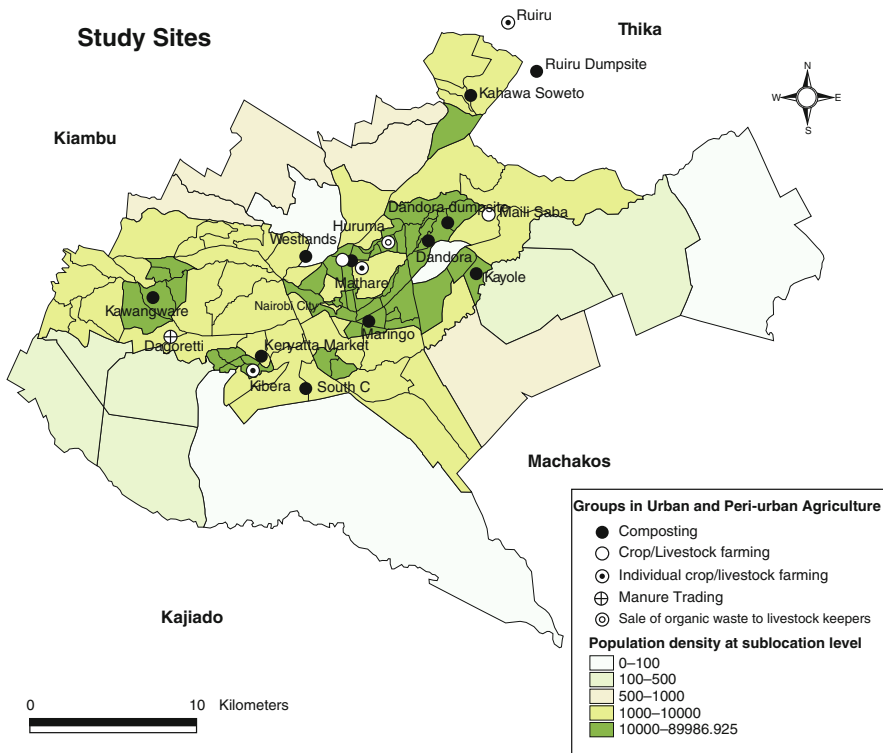 Study Sites
Ruiru
Thika
Ruiru Dumpsite
Kahawa Soweto
N
W E
S
Kiambu
Dandora dumpsite
Maili Saba
Huruma
Westlands
Dandora
Kayole
Mathare
Nairobi City
Kawangware
Maringo
Dagoretti
Kenyatta Market
Kibera
South C
Machakos
Kajiado
0 10 Kilometers
Groups in Urban and Peri-urban Agriculture
Composting
Crop/Livestock farming
Individual crop/livestock farming
Manure Trading
Sale of organic waste to livestock keepers
Population density at sublocation level
0–100
100–500
500–1000
1000–10000
10000–89986.925